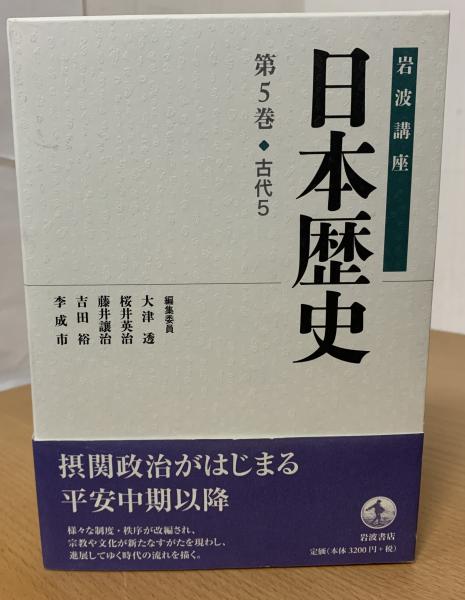 岩波講座
日本歴史
第5巻◆古代5
編集委員
大津 透
桜井英治
藤井讓治
吉田 裕
李 成市
摂関政治がはじまる
平安中期以降
様々な制度・秩序が改編され、
宗教や文化が新たなすがたを現わし、
進展してゆく時代の流れを描く。
岩波書店
定価(本体 3200 円+税)